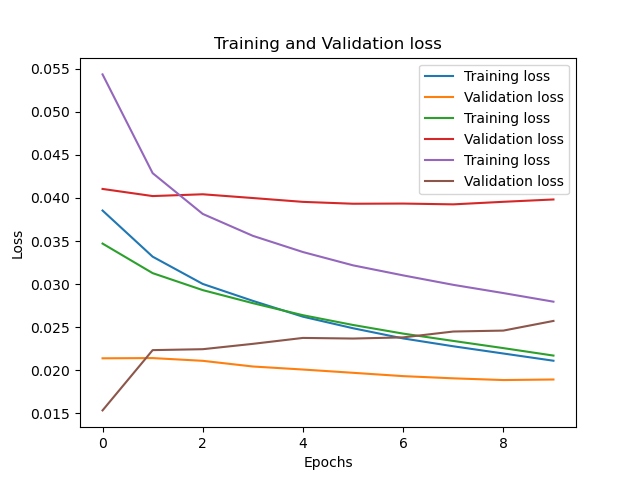 Training and Validation loss
0.055
0.050
0.045
0.040
0.035
0.030
0.025
0.020
0.015
Loss
Training loss
Validation loss
Training loss
Validation loss
Training loss
Validation loss
0 2 4 6 8
Epochs